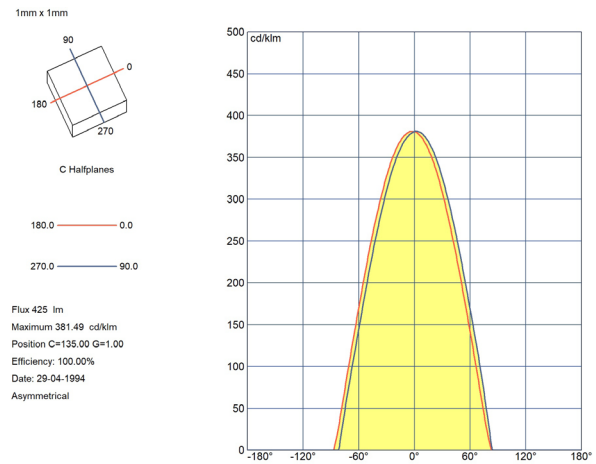 1mm x 1mm
90
0
180
270
C Halfplanes
180.0 0.0
270.0 90.0
Flux 425 lm
Maximum 381.49 cd/klm
Position C=135.00 G=1.00
Efficiency: 100.00%
Date: 29-04-1994
Asymmetrical
500
cd/klm
450
400
350
300
250
200
150
100
50
0
-180° -120° -60° 0° 60° 120° 180°